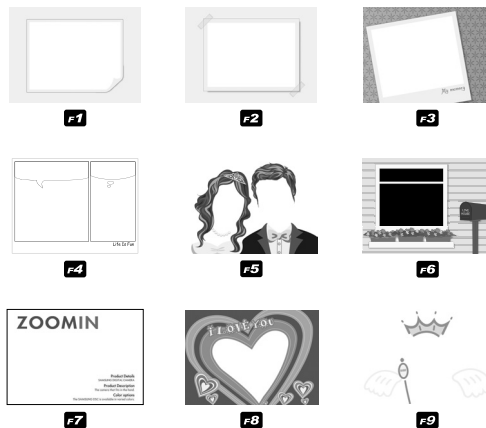 My memory
F1
F2
F3
Life Is Fun
F4
F5
F6
ZOOMIN
Product Details
Product Description
Color options
F7
I LOVE YOU
F8
F9